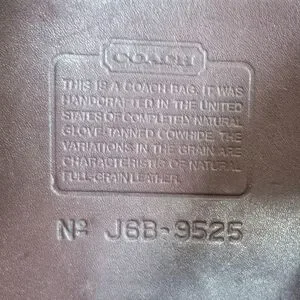 COACH
THIS IS A COACH BAG. IT WAS
HANDCRAFTED IN THE UNITED
STATES OF COMPLETELY NATURAL
GLOVE-TANNED COWHIDE. THE
VARIATIONS IN THE GRAIN ARE
CHARACTERISTIC OF NATURAL
FULL-GRAIN LEATHER.
Nº J6B-9525